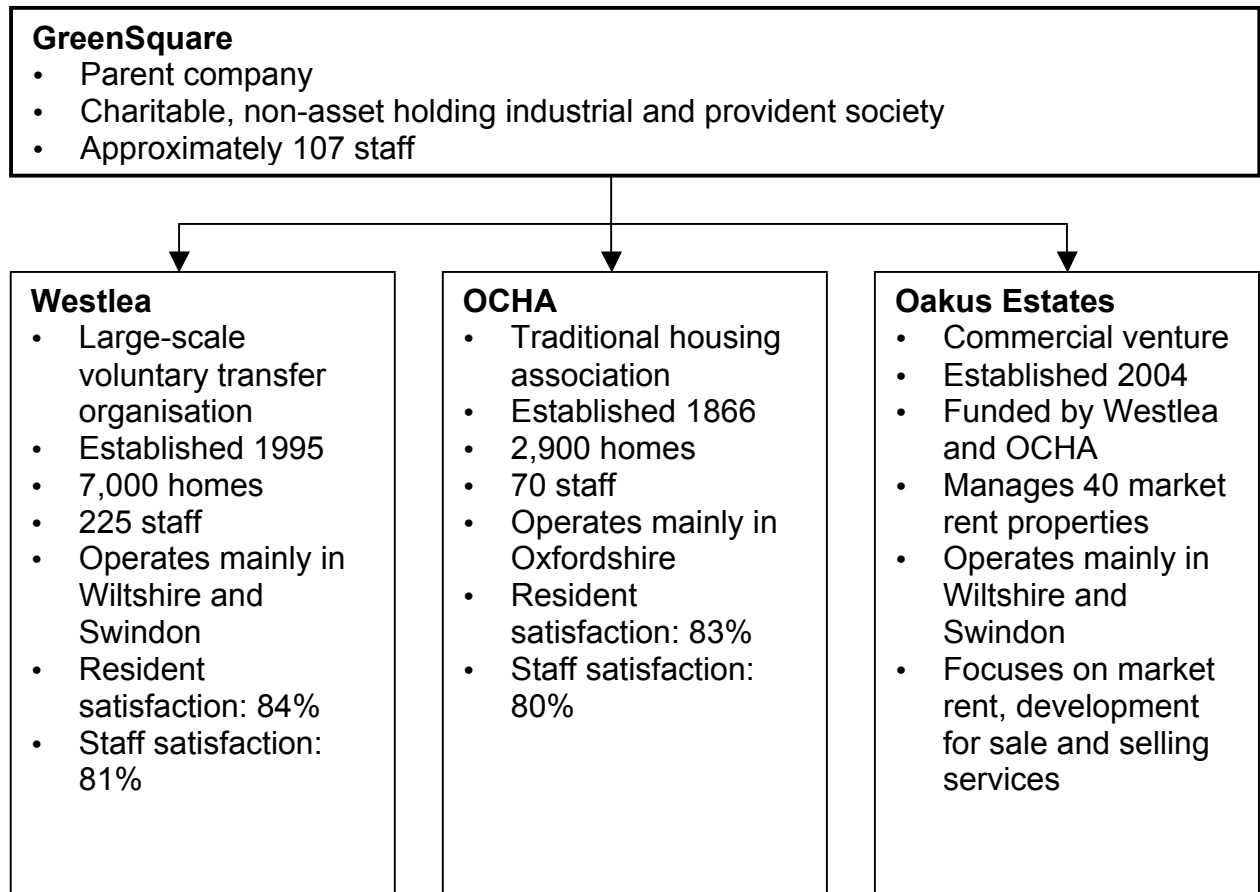 GreenSquare
• Parent company
• Charitable, non-asset holding industrial and provident society
• Approximately 107 staff
Westlea
• Large-scale
voluntary transfer
organisation
• Established 1995
• 7,000 homes
• 225 staff
• Operates mainly in
Wiltshire and
Swindon
• Resident
satisfaction: 84%
• Staff satisfaction:
81%
OCHA
• Traditional housing
association
• Established 1866
• 2,900 homes
• 70 staff
• Operates mainly in
Oxfordshire
• Resident
satisfaction: 83%
• Staff satisfaction:
80%
Oakus Estates
• Commercial venture
• Established 2004
• Funded by Westlea
and OCHA
• Manages 40 market
rent properties
• Operates mainly in
Wiltshire and
Swindon
• Focuses on market
rent, development
for sale and selling
services